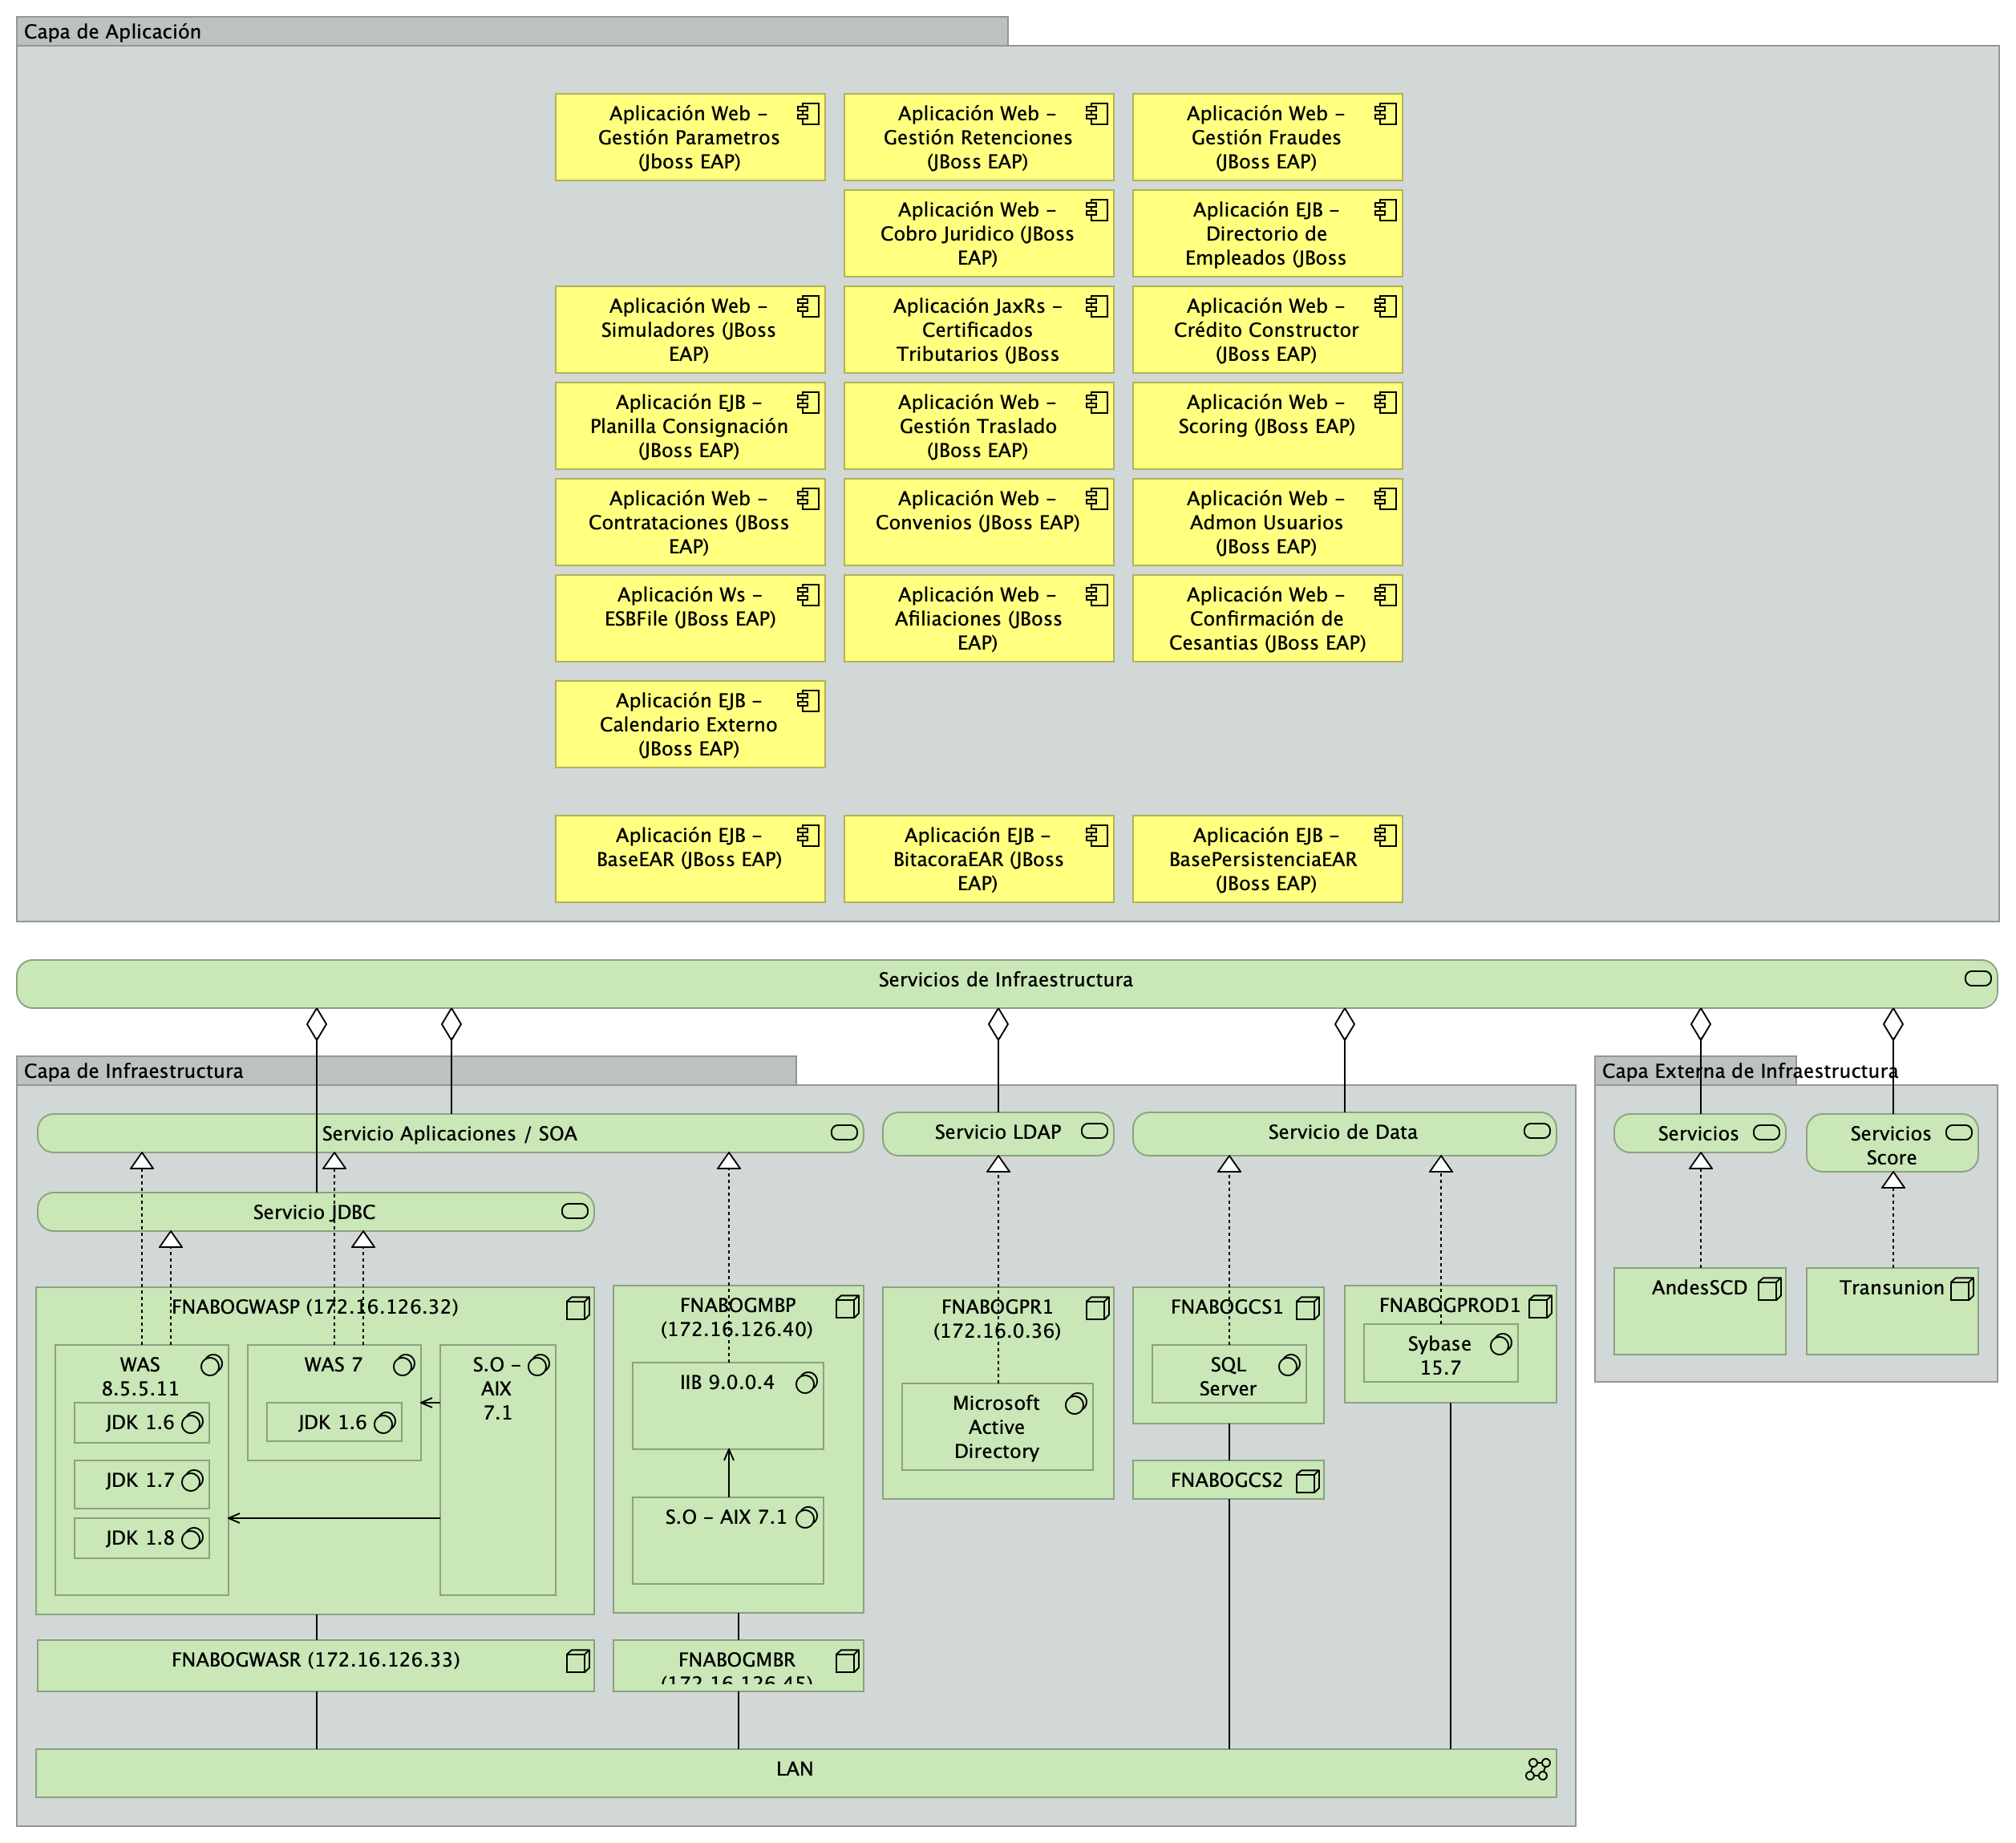 Capa de Aplicación
Aplicación Web -
Gestión Parametros
(Jboss EAP)
Aplicación Web -
Gestión Retenciones
(JBoss EAP)
Aplicación Web -
Gestión Fraudes
(JBoss EAP)
Aplicación Web -
Cobro Juridico (JBoss
EAP)
Aplicación EJB -
Directorio de
Empleados (JBoss
Aplicación Web -
Simuladores (JBoss
EAP)
Aplicación JaxRs -
Certificados
Tributarios (JBoss
Aplicación Web -
Crédito Constructor
(JBoss EAP)
Aplicación EJB -
Planilla Consignación
(JBoss EAP)
Aplicación Web -
Gestión Traslado
(JBoss EAP)
Aplicación Web -
Scoring (JBoss EAP)
Aplicación Web -
Contrataciones (JBoss
EAP)
Aplicación Web -
Convenios (JBoss EAP)
Aplicación Web -
Admon Usuarios
(JBoss EAP)
Aplicación Ws -
ESBFile (JBoss EAP)
Aplicación Web -
Afiliaciones (JBoss
EAP)
Aplicación Web -
Confirmación de
Cesantias (JBoss EAP)
Aplicación EJB -
Calendario Externo
(JBoss EAP)
Aplicación EJB -
BaseEAR (JBoss EAP)
Aplicación EJB -
BitacoraEAR (JBoss
EAP)
Aplicación EJB -
BasePersistenciaEAR
(JBoss EAP)
Servicios de Infraestructura
Capa de Infraestructura
Capa Externa de Infraestructura
Servicio Aplicaciones / SOA
Servicio LDAP
Servicio de Data
Servicios
Servicios
Score
Servicio JDBC
FNABOGWASP (172.16.126.32)
WAS
8.5.5.11
JDK 1.6
JDK 1.7
JDK 1.8
WAS 7
JDK 1.6
S.O -
AIX
7.1
FNABOGMBP
(172.16.126.40)
IIB 9.0.0.4
S.O - AIX 7.1
FNABOGPR1
(172.16.0.36)
Microsoft
Active
Directory
FNABOGCS1
SQL
Server
FNABOGCS2
FNABOGPROD1
Sybase
15.7
AndesSCD
Transunion
FNABOGWASR (172.16.126.33)
FNABOGMBR
(172.16.126.45)
LAN